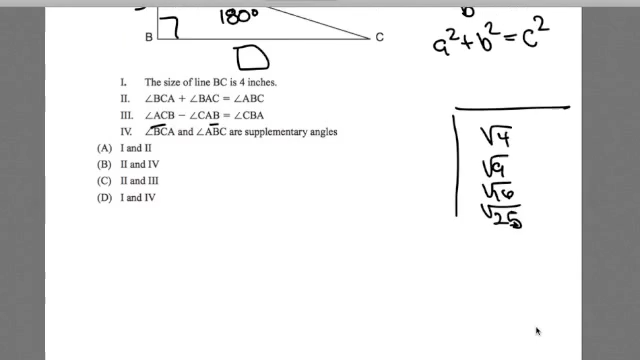 180°
b
B
C
a² + b² = c²
I. The size of line BC is 4 inches.
II. ∠BCA + ∠BAC = ∠ABC
III. ∠ACB − ∠CAB = ∠CBA
IV. ∠BCA and ∠ABC are supplementary angles
(A) I and II
(B) II and IV
(C) II and III
(D) I and IV
√4
√9
√16
√25